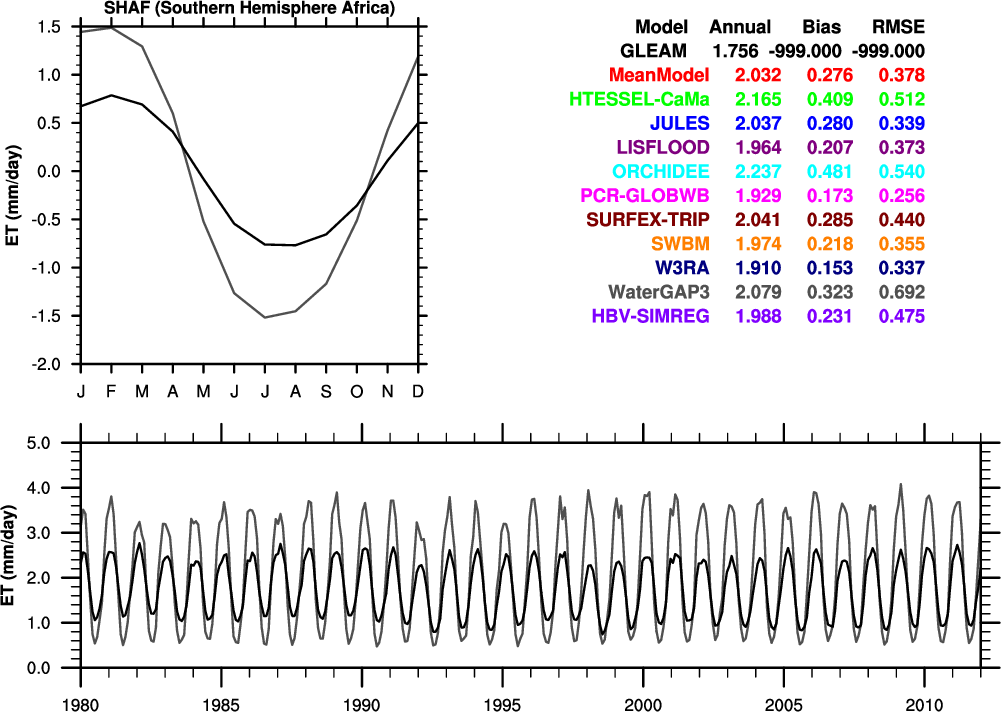 SHAF (Southern Hemisphere Africa)
1.5
1.0
0.5
0.0
-0.5
-1.0
-1.5
-2.0
ET (mm/day)
J F M A M J J A S O N D
Model Annual Bias RMSE
GLEAM 1.756 -999.000 -999.000
MeanModel 2.032 0.276 0.378
HTESSEL-CaMa 2.165 0.409 0.512
JULES 2.037 0.280 0.339
LISFLOOD 1.964 0.207 0.373
ORCHIDEE 2.237 0.481 0.540
PCR-GLOBWB 1.929 0.173 0.256
SURFEX-TRIP 2.041 0.285 0.440
SWBM 1.974 0.218 0.355
W3RA 1.910 0.153 0.337
WaterGAP3 2.079 0.323 0.692
HBV-SIMREG 1.988 0.231 0.475
5.0
4.0
3.0
2.0
1.0
0.0
ET (mm/day)
1980 1985 1990 1995 2000 2005 2010